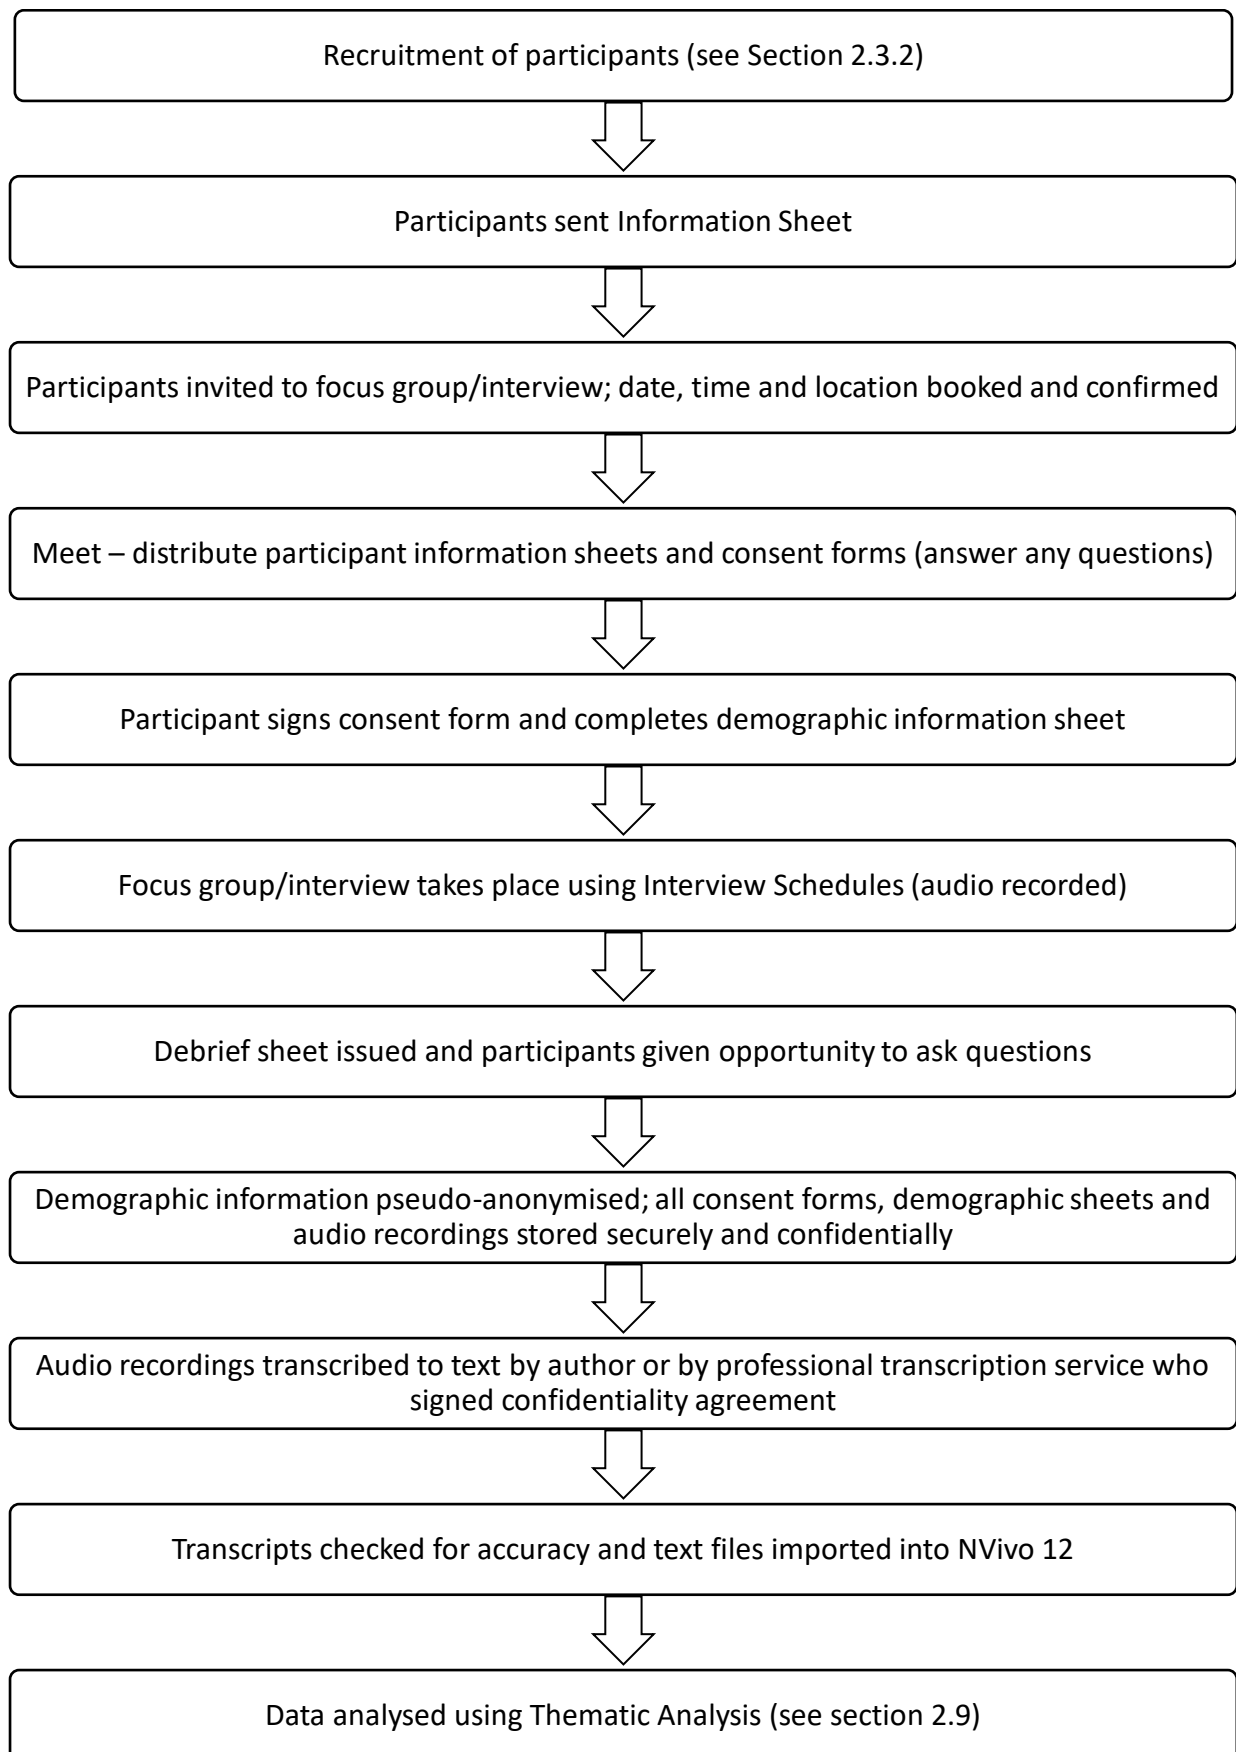 Recruitment of participants (see Section 2.3.2)
Participants sent Information Sheet
Participants invited to focus group/interview; date, time and location booked and confirmed
Meet – distribute participant information sheets and consent forms (answer any questions)
Participant signs consent form and completes demographic information sheet
Focus group/interview takes place using Interview Schedules (audio recorded)
Debrief sheet issued and participants given opportunity to ask questions
Demographic information pseudo-anonymised; all consent forms, demographic sheets and
audio recordings stored securely and confidentially
Audio recordings transcribed to text by author or by professional transcription service who
signed confidentiality agreement
Transcripts checked for accuracy and text files imported into NVivo 12
Data analysed using Thematic Analysis (see section 2.9)